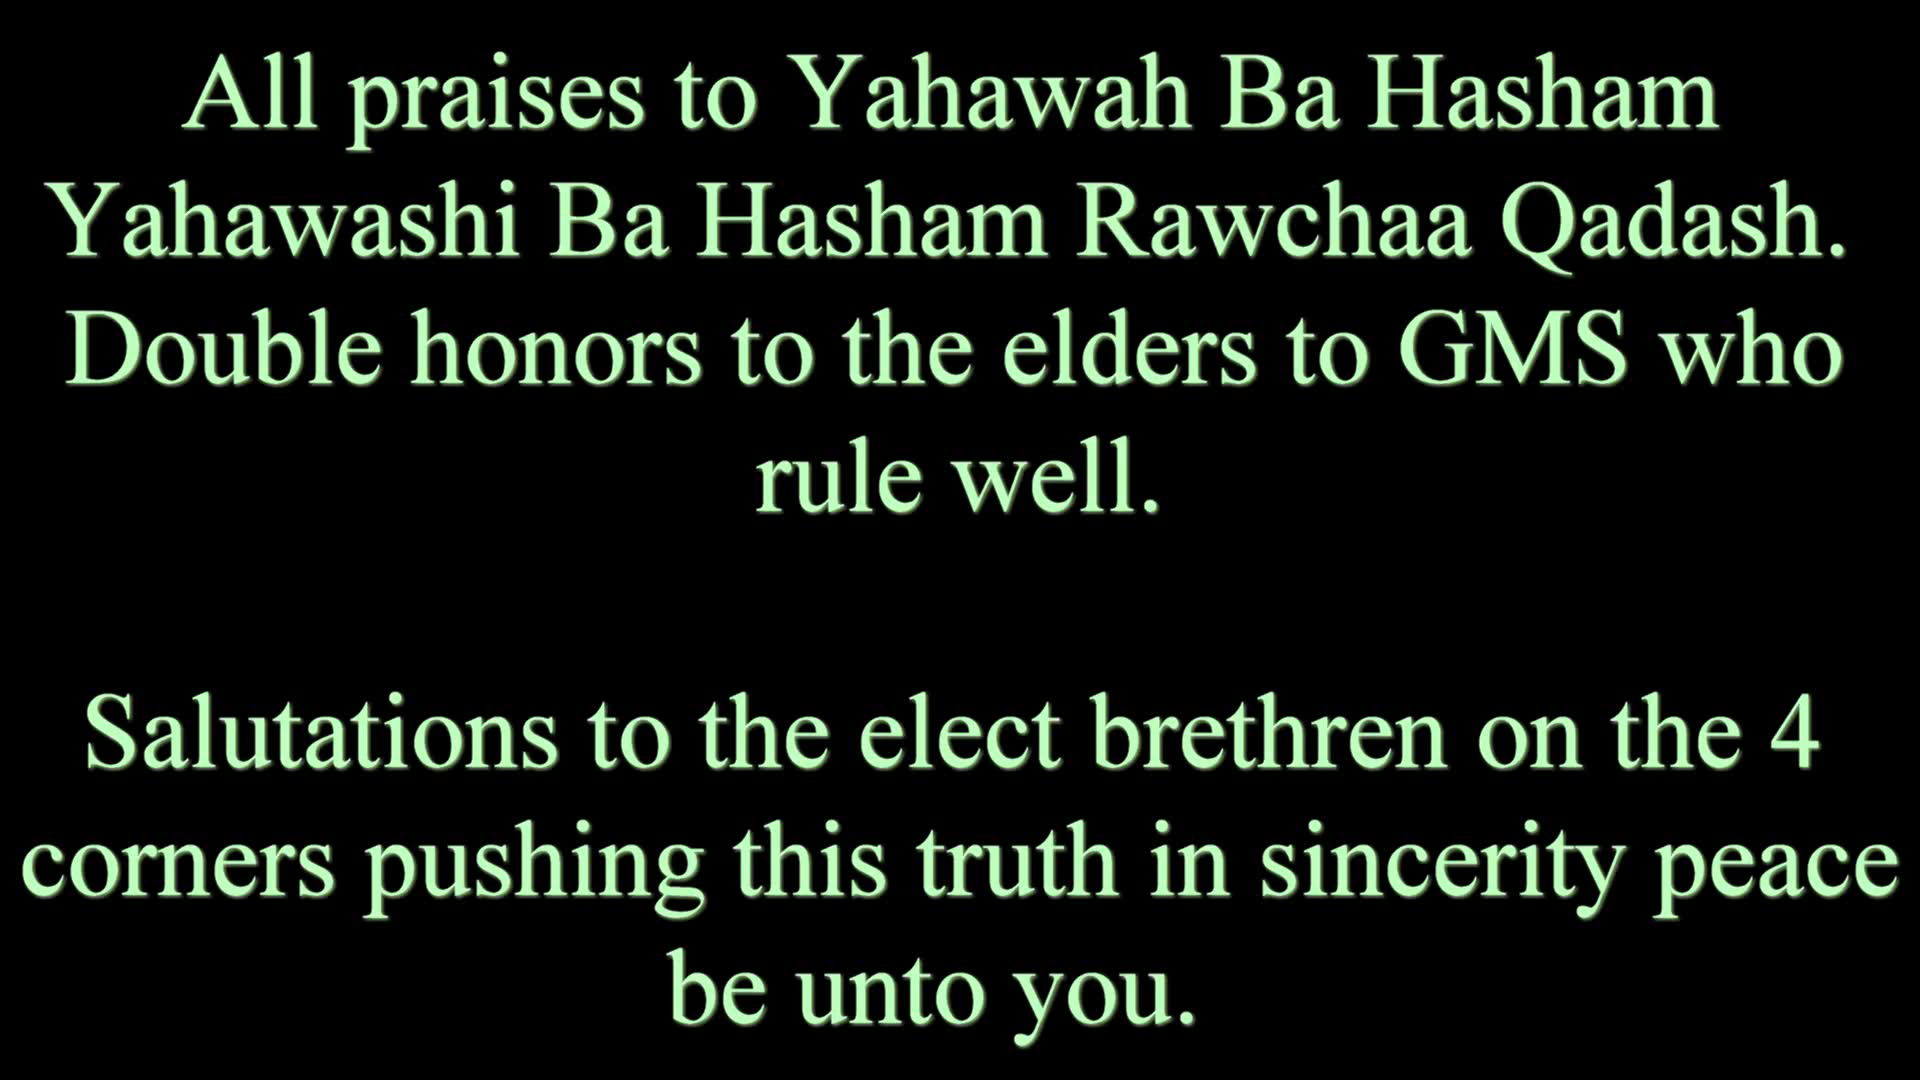 All praises to Yahawah Ba Hasham
Yahawashi Ba Hasham Rawchaa Qadash.
Double honors to the elders to GMS who
rule well.
Salutations to the elect brethren on the 4
corners pushing this truth in sincerity peace
be unto you.